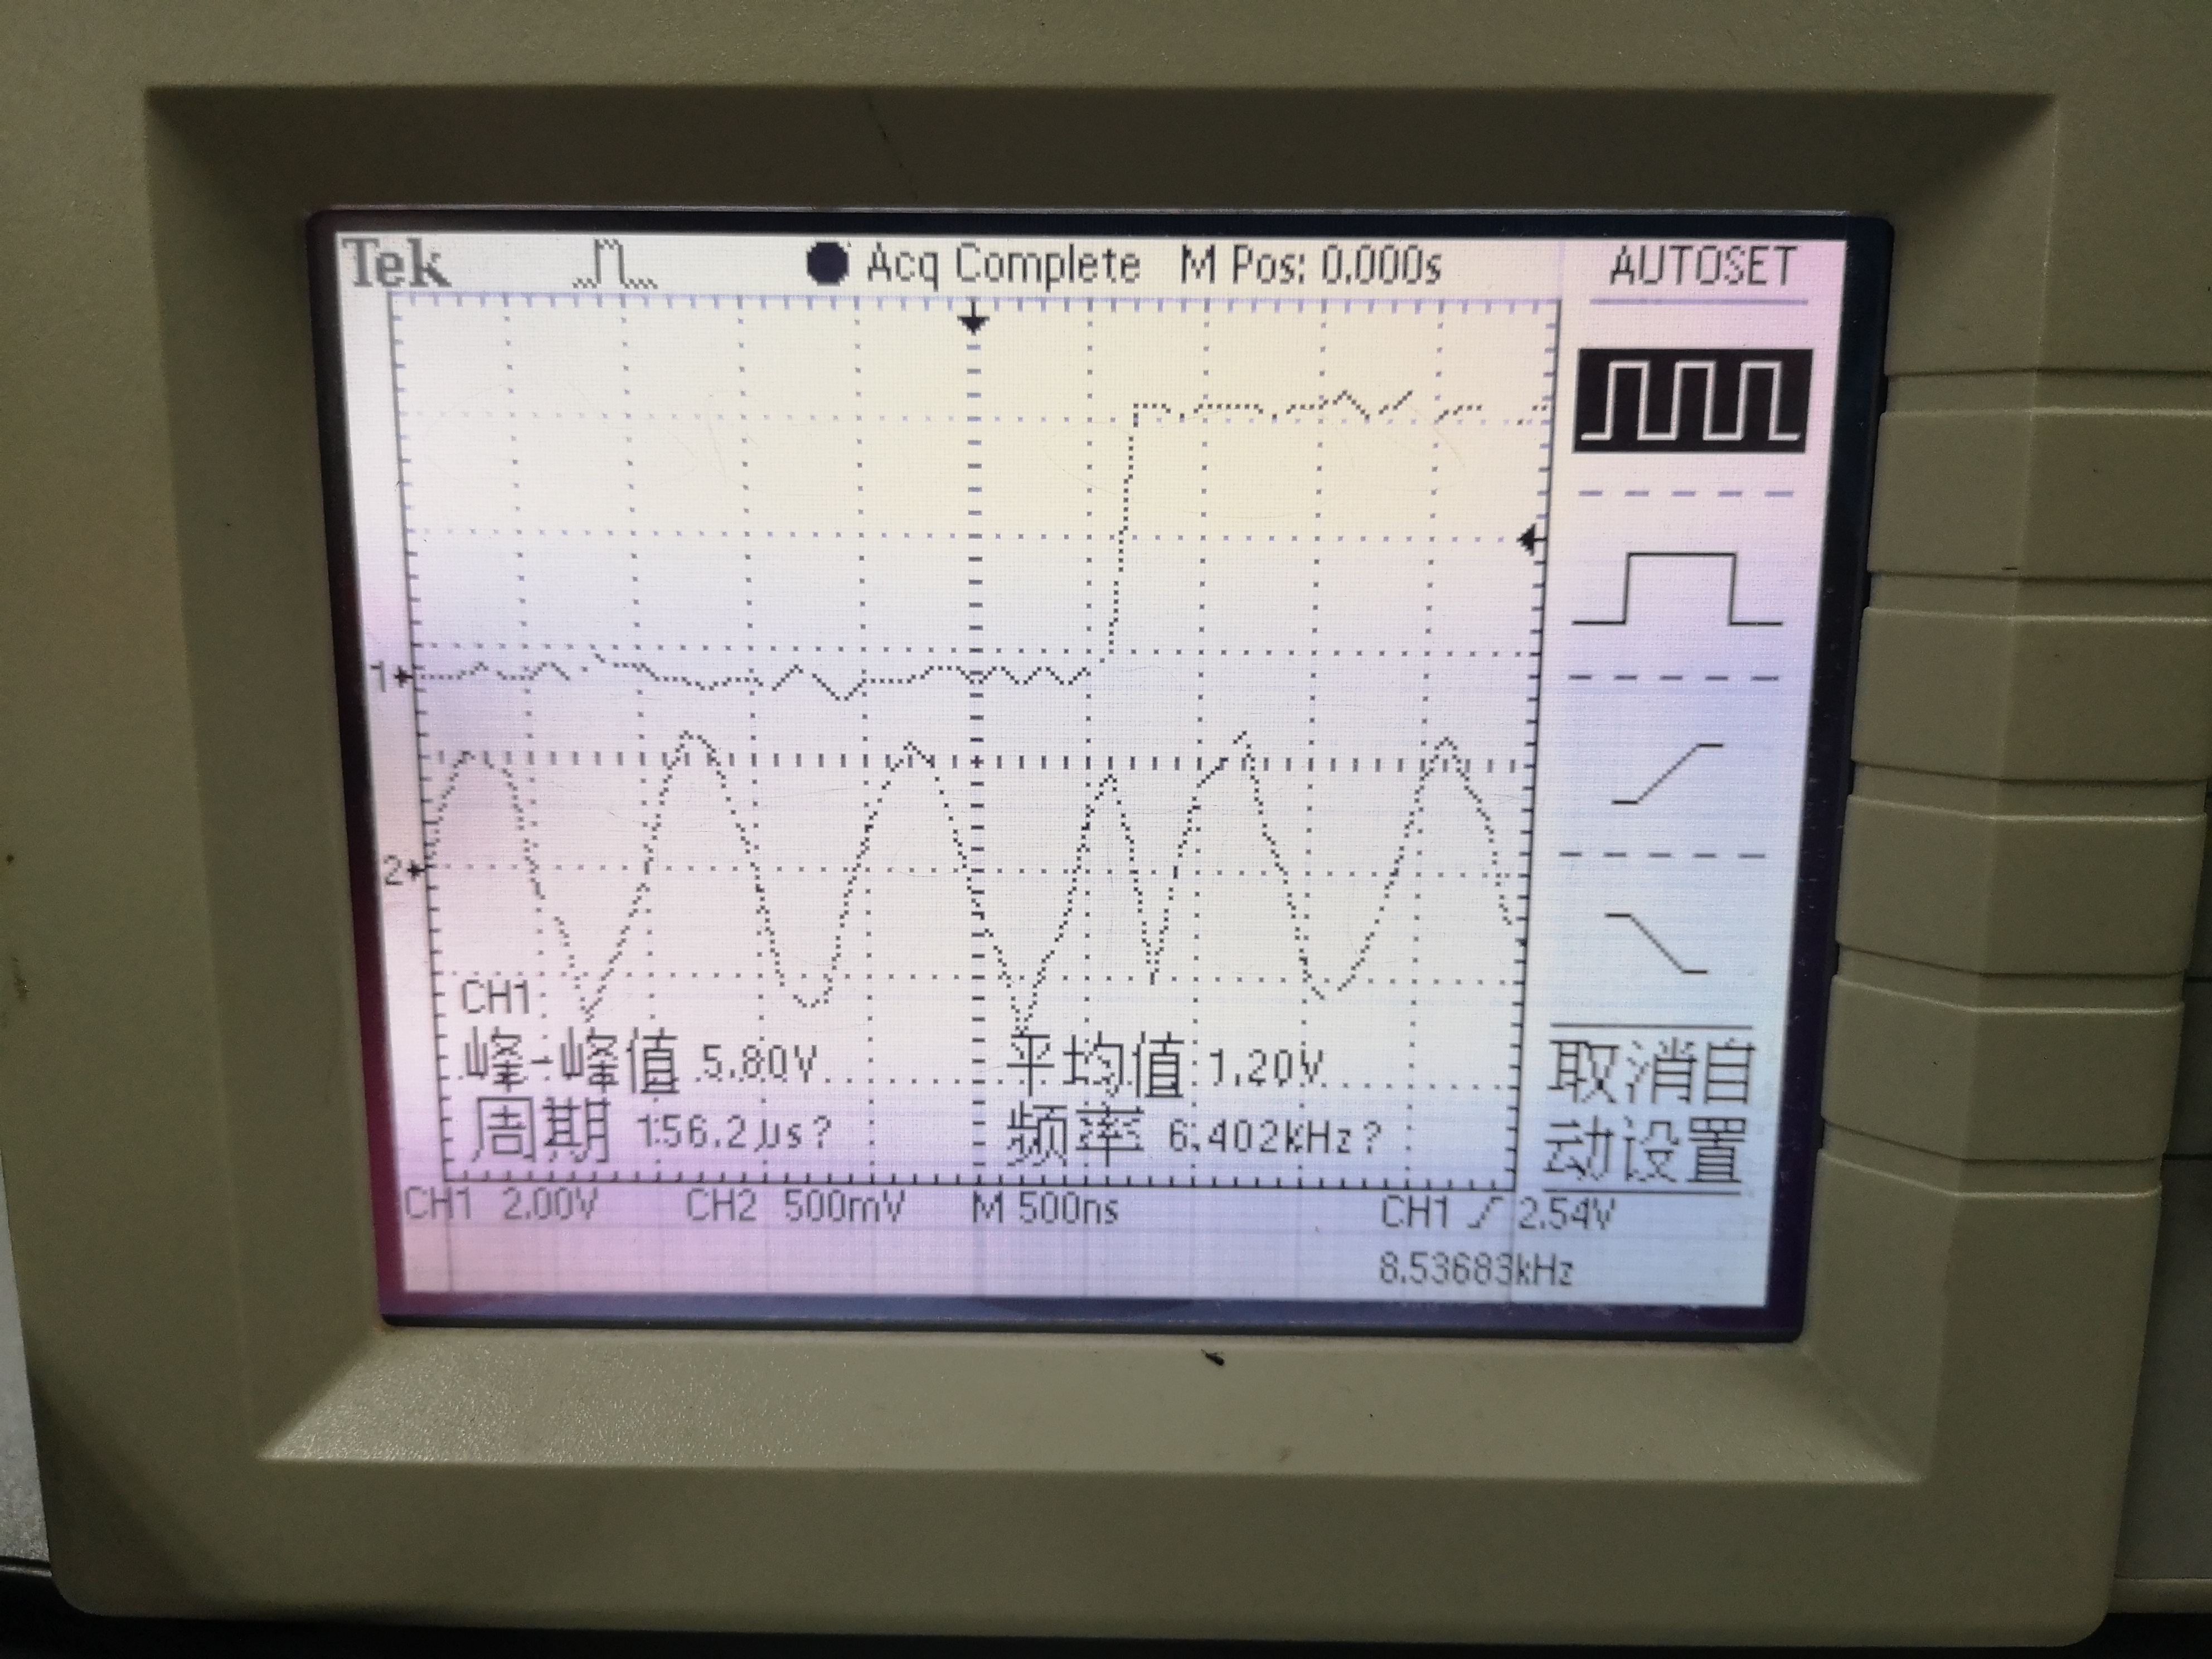 Tek Acq Complete M Pos: 0.000s AUTOSET
1
2
CH1
峰-峰值 5.80V 平均值 1.20V
周期 156.2µs? 频率 6.402kHz?
取消自
动设置
CH1 2.00V CH2 500mV M 500ns CH1 2.54V
8.53683kHz